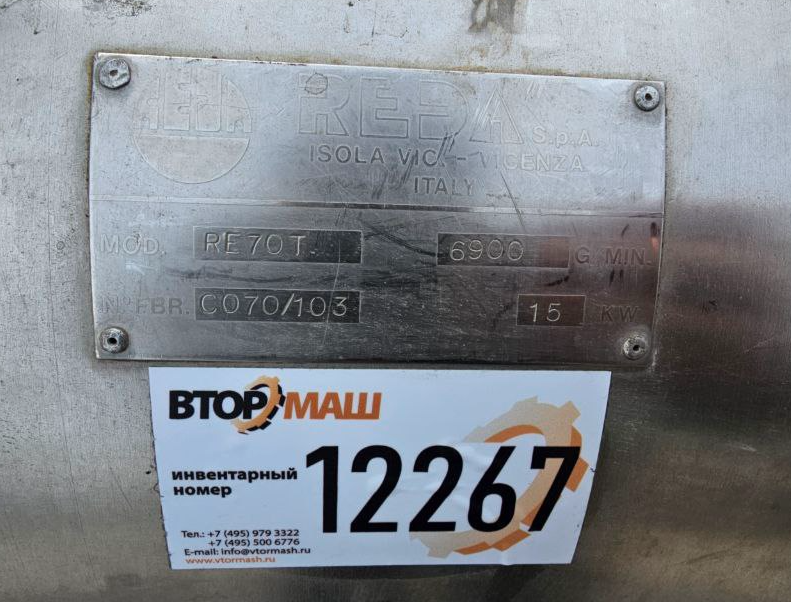 REDA
REDA S.p.A.
ISOLA VIC. - VICENZA
ITALY
MOD. RE70T 6900 G MIN.
N° FBR. C070/103 15 KW
ВТОРМАШ
инвентарный
номер
12267
Тел.: +7 (495) 979 3322
+7 (495) 500 6776
E-mail: info@vtormash.ru
www.vtormash.ru